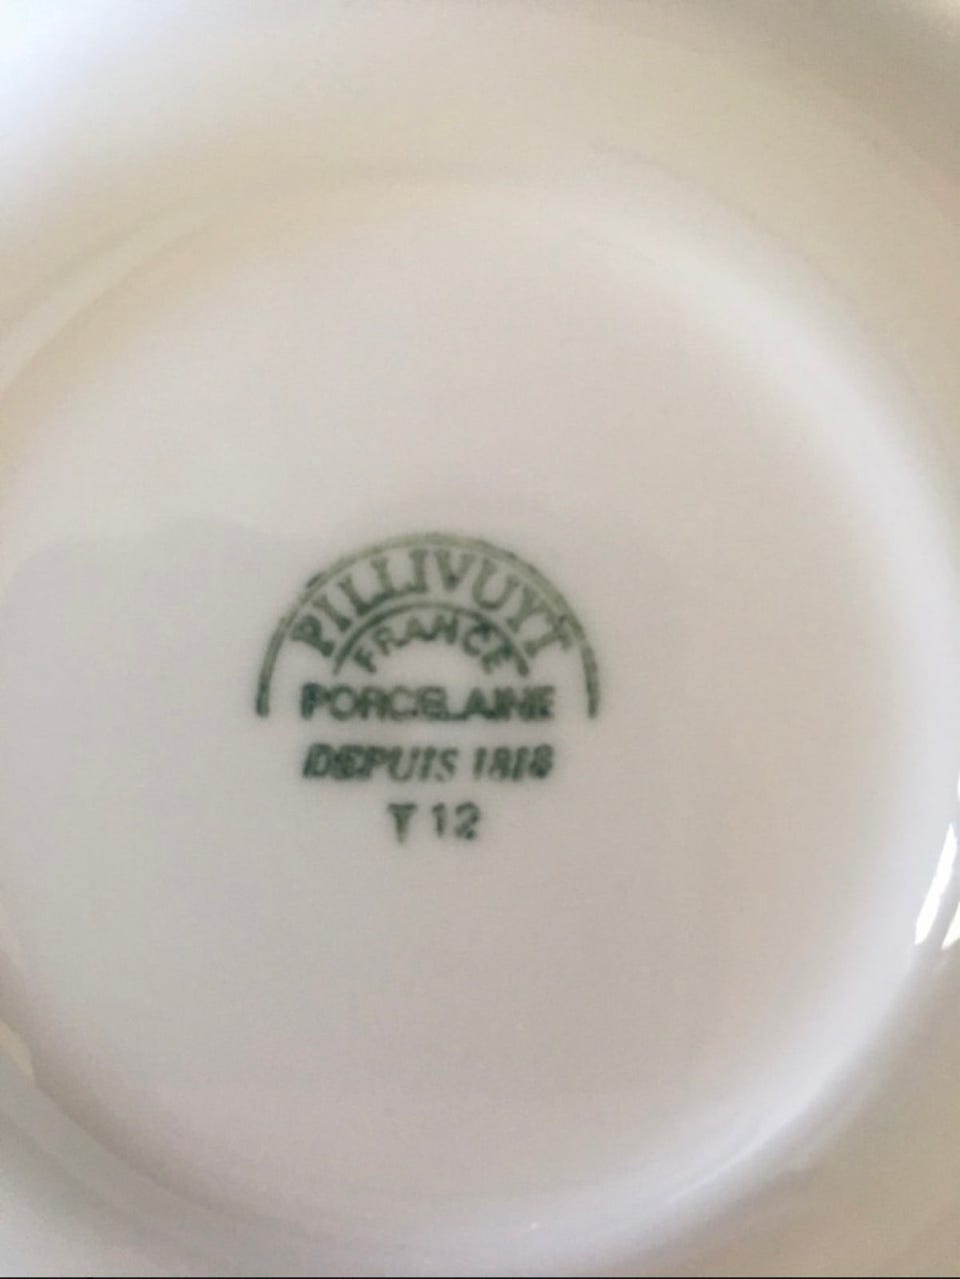 PILLIVUYT
FRANCE
PORCELAINE
DEPUIS 1818
T 12